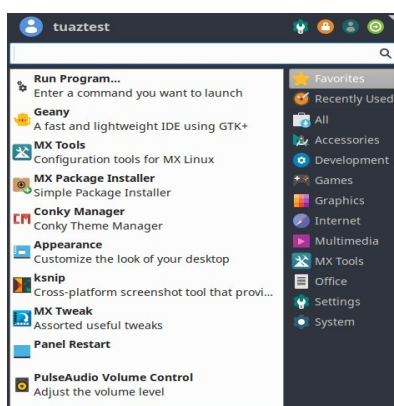 tuaztest
Run Program...
Enter a command you want to launch
Geany
A fast and lightweight IDE using GTK+
MX Tools
Configuration tools for MX Linux
MX Package Installer
Simple Package Installer
Conky Manager
Conky Theme Manager
Appearance
Customize the look of your desktop
ksnip
Cross-platform screenshot tool that provi...
MX Tweak
Assorted useful tweaks
Panel Restart
PulseAudio Volume Control
Adjust the volume level
Favorites
Recently Used
All
Accessories
Development
Games
Graphics
Internet
Multimedia
MX Tools
Office
Settings
System